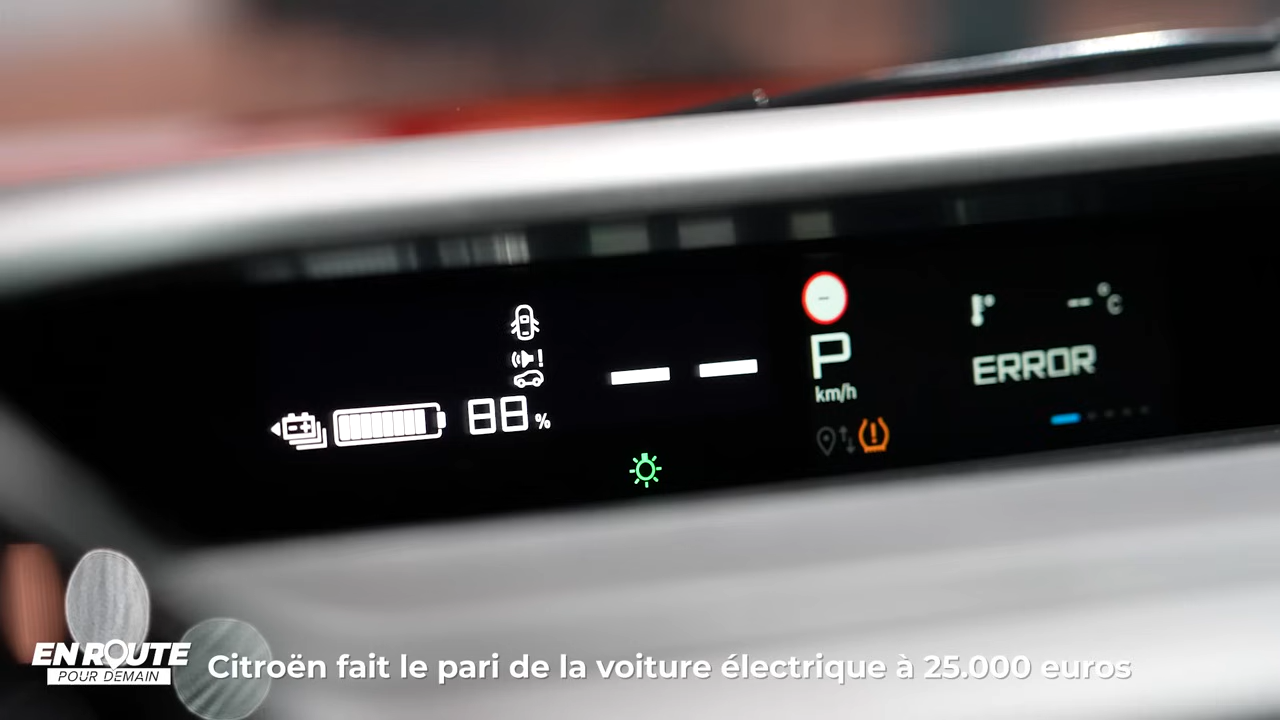 88 %
-- --
-
P
km/h
-- °C
ERROR
EN ROUTE
POUR DEMAIN
Citroën fait le pari de la voiture électrique à 25.000 euros